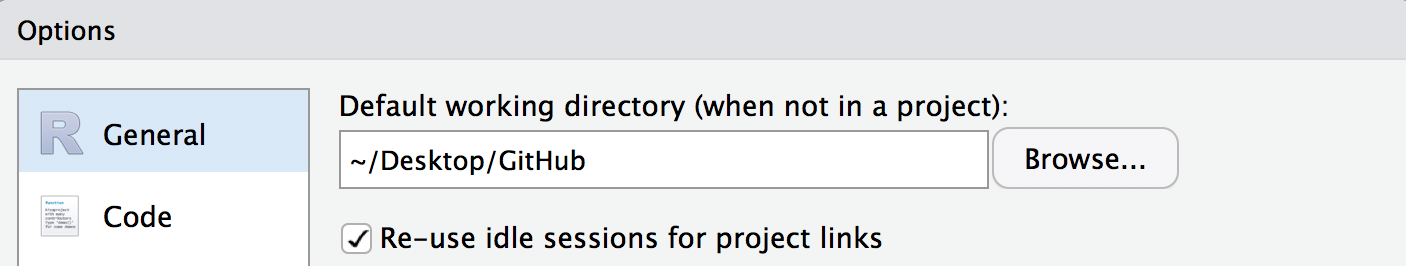 Options
General
Code
Default working directory (when not in a project):
~/Desktop/GitHub
Browse...
Re-use idle sessions for project links